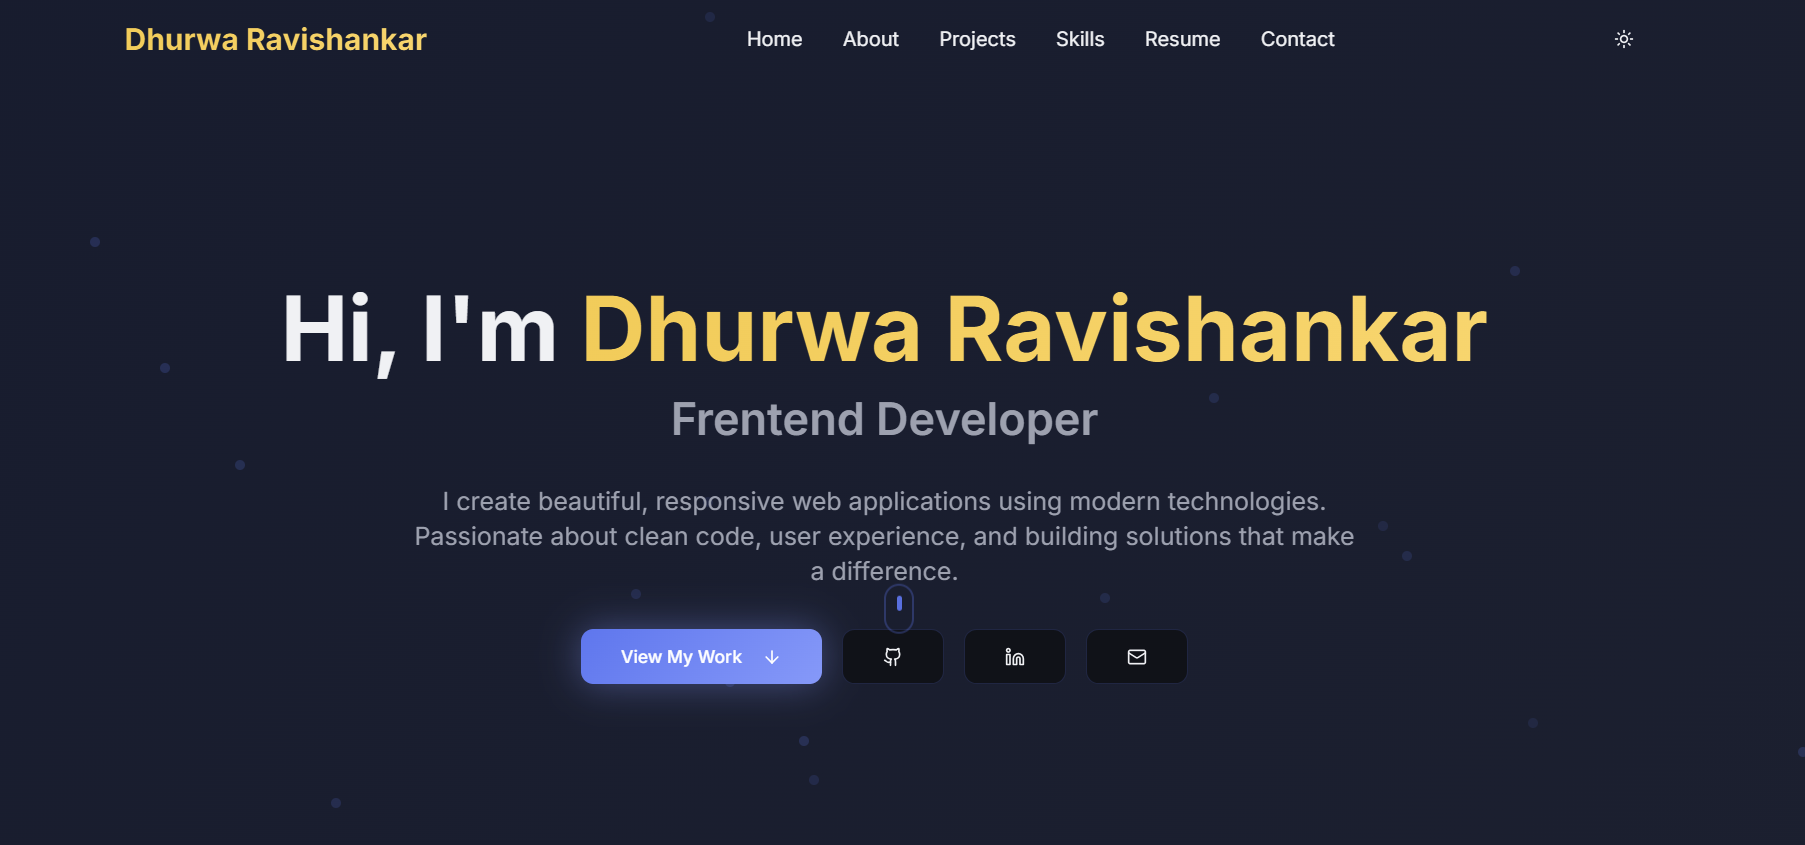 Dhurwa Ravishankar
Home About Projects Skills Resume Contact
Hi, I'm Dhurwa Ravishankar
Frentend Developer
I create beautiful, responsive web applications using modern technologies.
Passionate about clean code, user experience, and building solutions that make
a difference.
View My Work